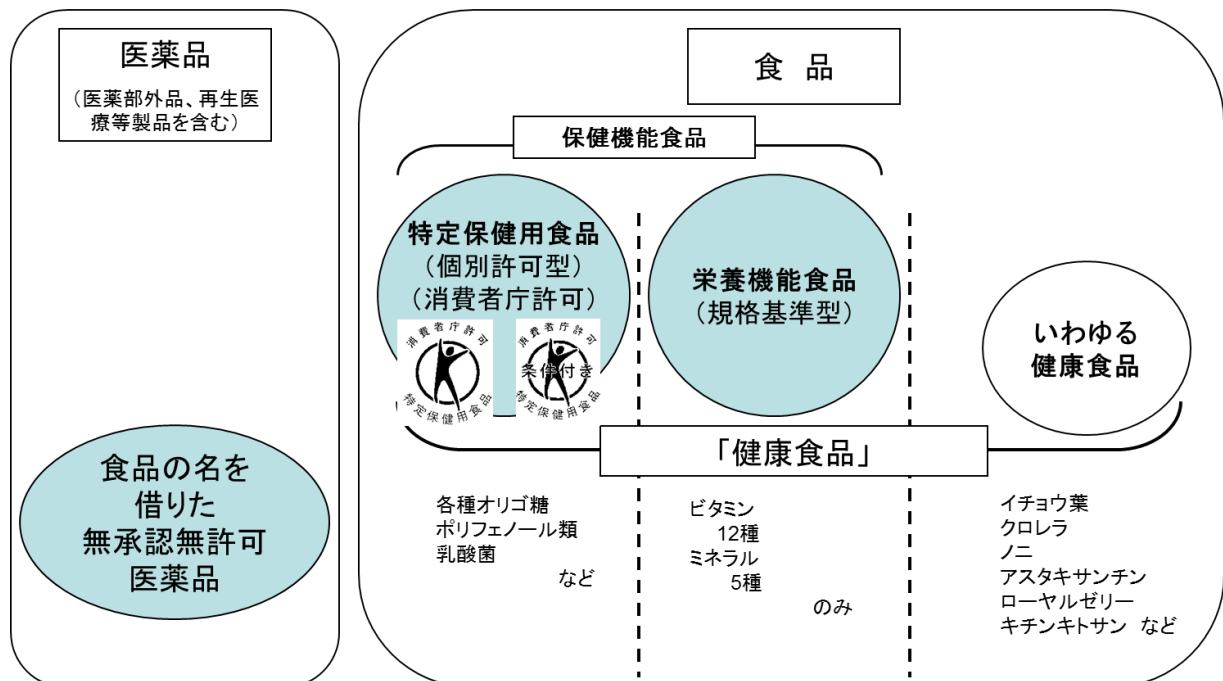 医薬品
（医薬部外品、再生医
療等製品を含む）
食品の名を
借りた
無承認無許可
医薬品
食　品
保健機能食品
特定保健用食品
（個別許可型）
（消費者庁許可）
消費者庁許可
特定保健用食品
消費者庁許可
条件付き
特定保健用食品
栄養機能食品
（規格基準型）
いわゆる
健康食品
「健康食品」
各種オリゴ糖
ポリフェノール類
乳酸菌
など
ビタミン
12種
ミネラル
5種
のみ
イチョウ葉
クロレラ
ノニ
アスタキサンチン
ローヤルゼリー
キチンキトサン　など